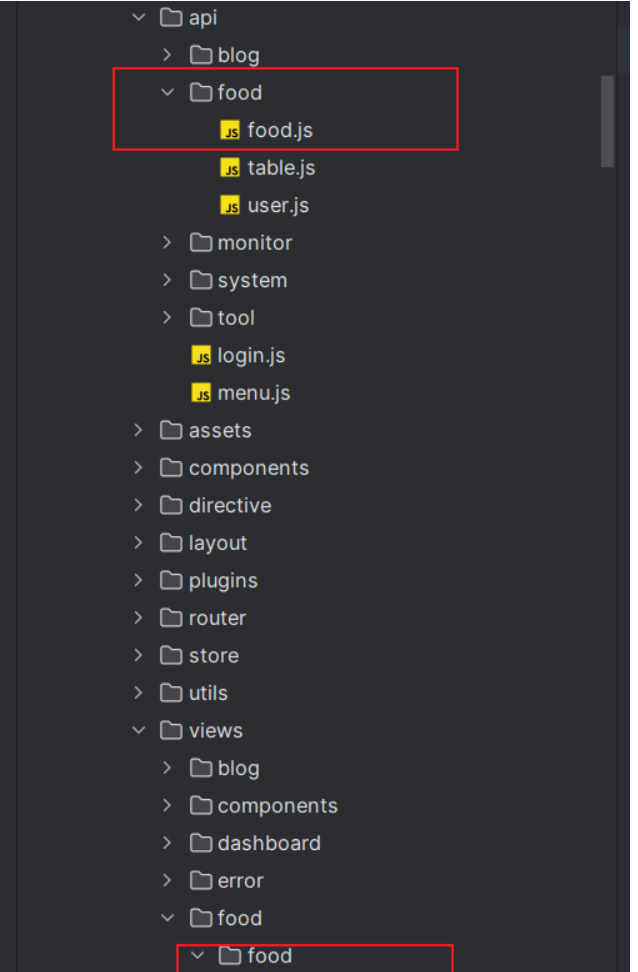 api
blog
food
JS food.js
JS table.js
JS user.js
monitor
system
tool
JS login.js
JS menu.js
assets
components
directive
layout
plugins
router
store
utils
views
blog
components
dashboard
error
food
food